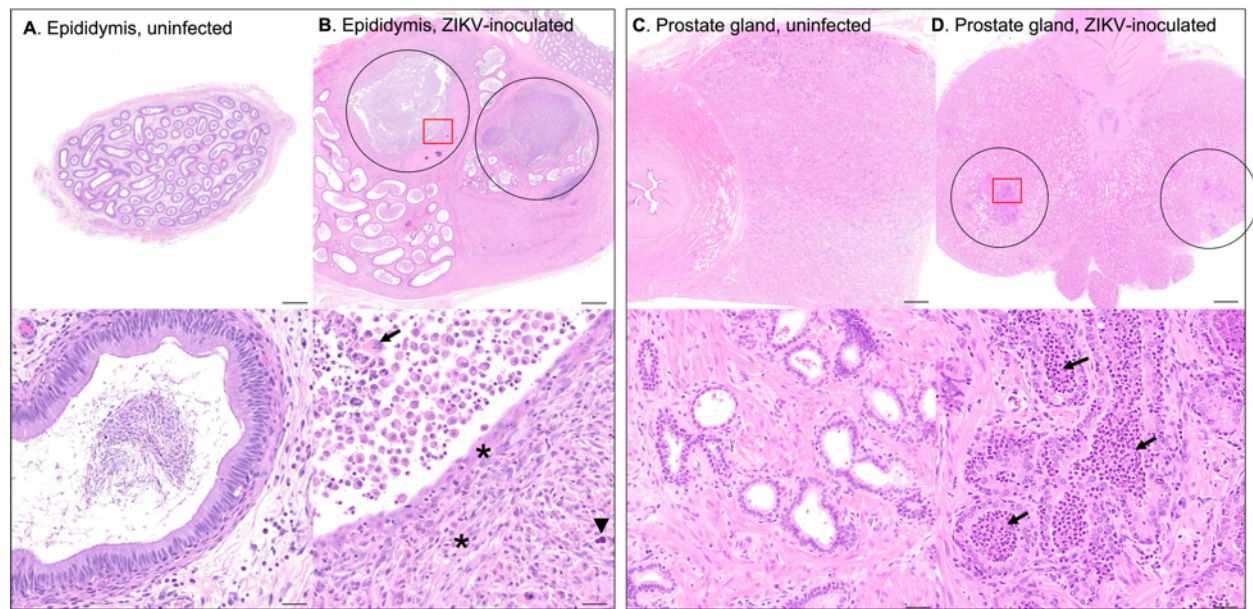 A. Epididymis, uninfected
B. Epididymis, ZIKV-inoculated
C. Prostate gland, uninfected
D. Prostate gland, ZIKV-inoculated
*
*